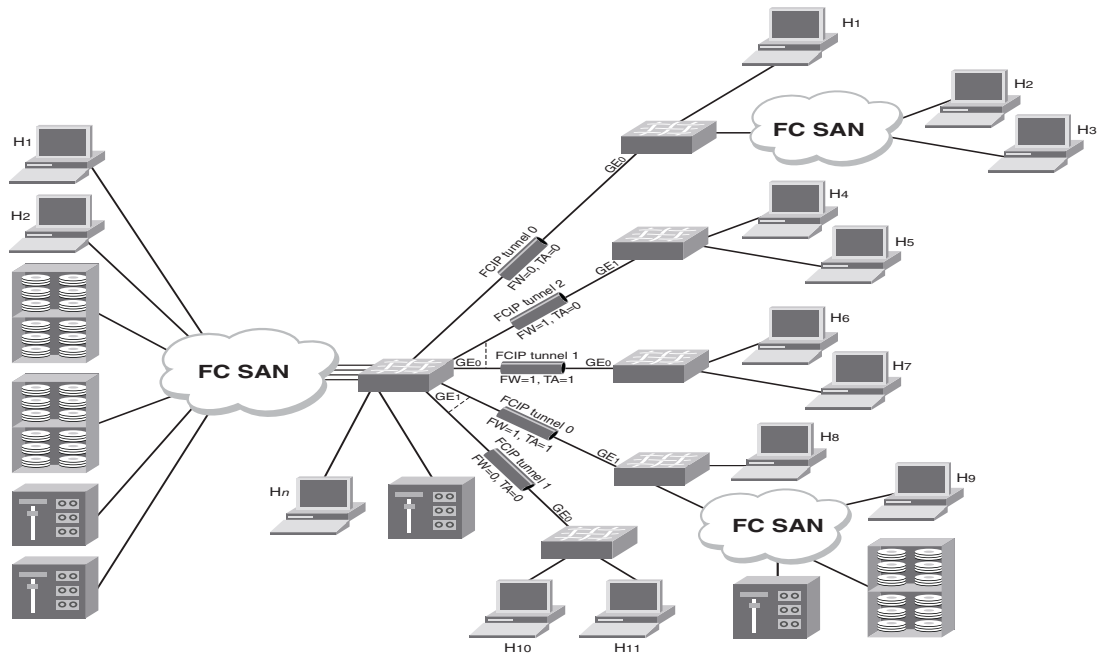 H1
H2
FC SAN
H3
H1
GE0
H4
H2
FCIP tunnel 0
FW=0, TA=0
H5
GE1
FCIP tunnel 2
FW=1, TA=0
H6
FC SAN
GE0
FCIP tunnel 1
GE0
FW=1, TA=1
H7
GE1
FCIP tunnel 0
FW=1, TA=1
H8
GE1
FCIP tunnel 1
FW=0, TA=0
H9
Hn
GE0
FC SAN
H10
H11